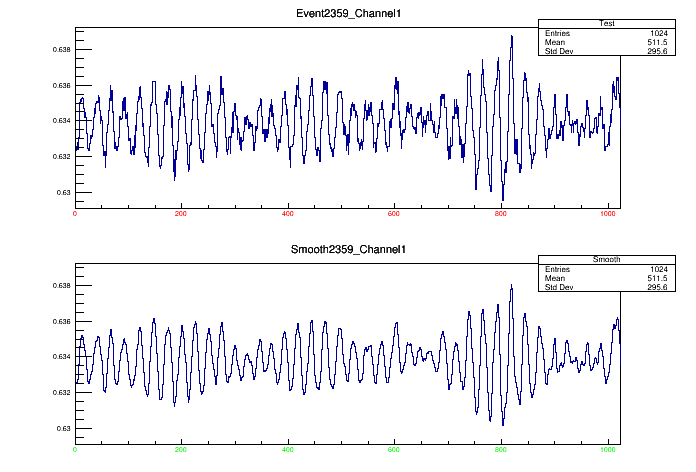 Event2359_Channel1
Test
Entries 1024
Mean 511.5
Std Dev 295.6
0.638
0.636
0.634
0.632
0.63
0 200 400 600 800 1000
Smooth2359_Channel1
Smooth
Entries 1024
Mean 511.5
Std Dev 295.6
0.638
0.636
0.634
0.632
0.63
0 200 400 600 800 1000